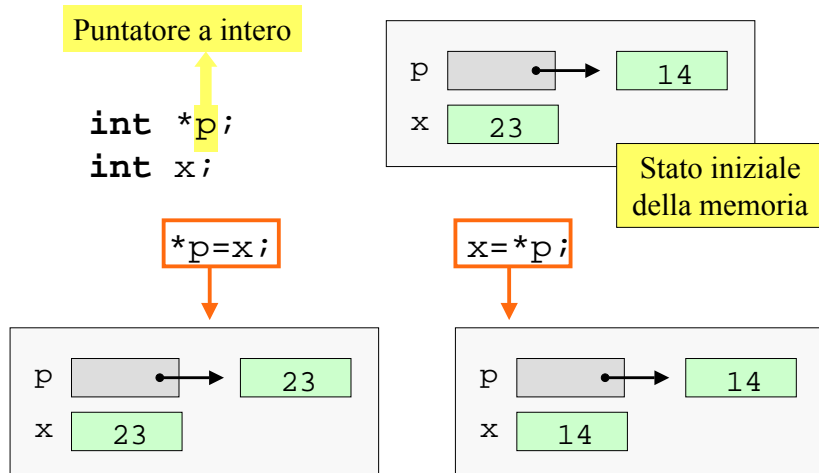 Puntatore a intero
int *p;
int x;
p 14
x 23
Stato iniziale
della memoria
*p=x;
x=*p;
p 23
x 23
p 14
x 14